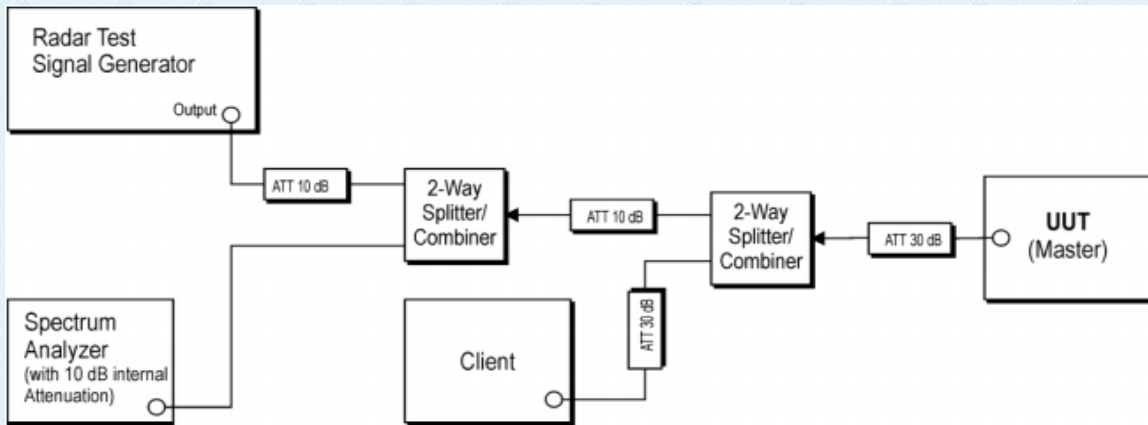 Radar Test
Signal Generator
Output
ATT 10 dB
2-Way
Splitter/
Combiner
ATT 10 dB
2-Way
Splitter/
Combiner
ATT 30 dB
UUT
(Master)
Spectrum
Analyzer
(with 10 dB internal
Attenuation)
Client
ATT 30 dB